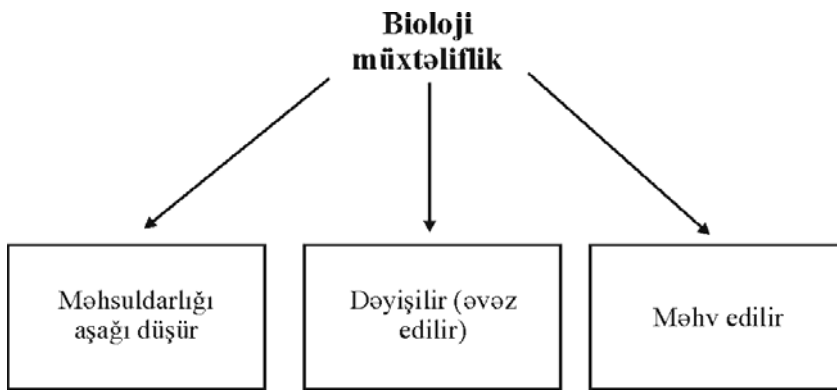 Bioloji
müxtəliflik
Məhsuldarlığı
aşağı düşür
Dəyişilir (əvəz
edilir)
Məhv edilir